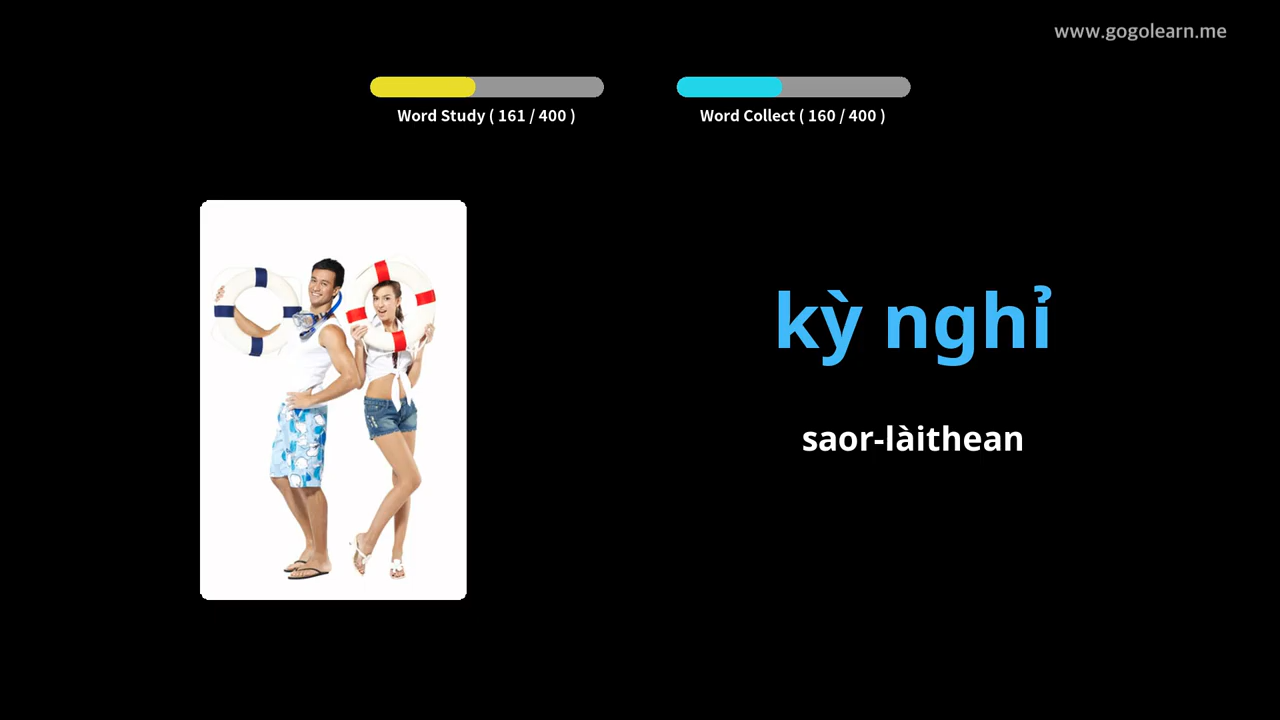 www.gogolearn.me
Word Study ( 161 / 400 )
Word Collect ( 160 / 400 )
kỳ nghỉ
saor-làithean